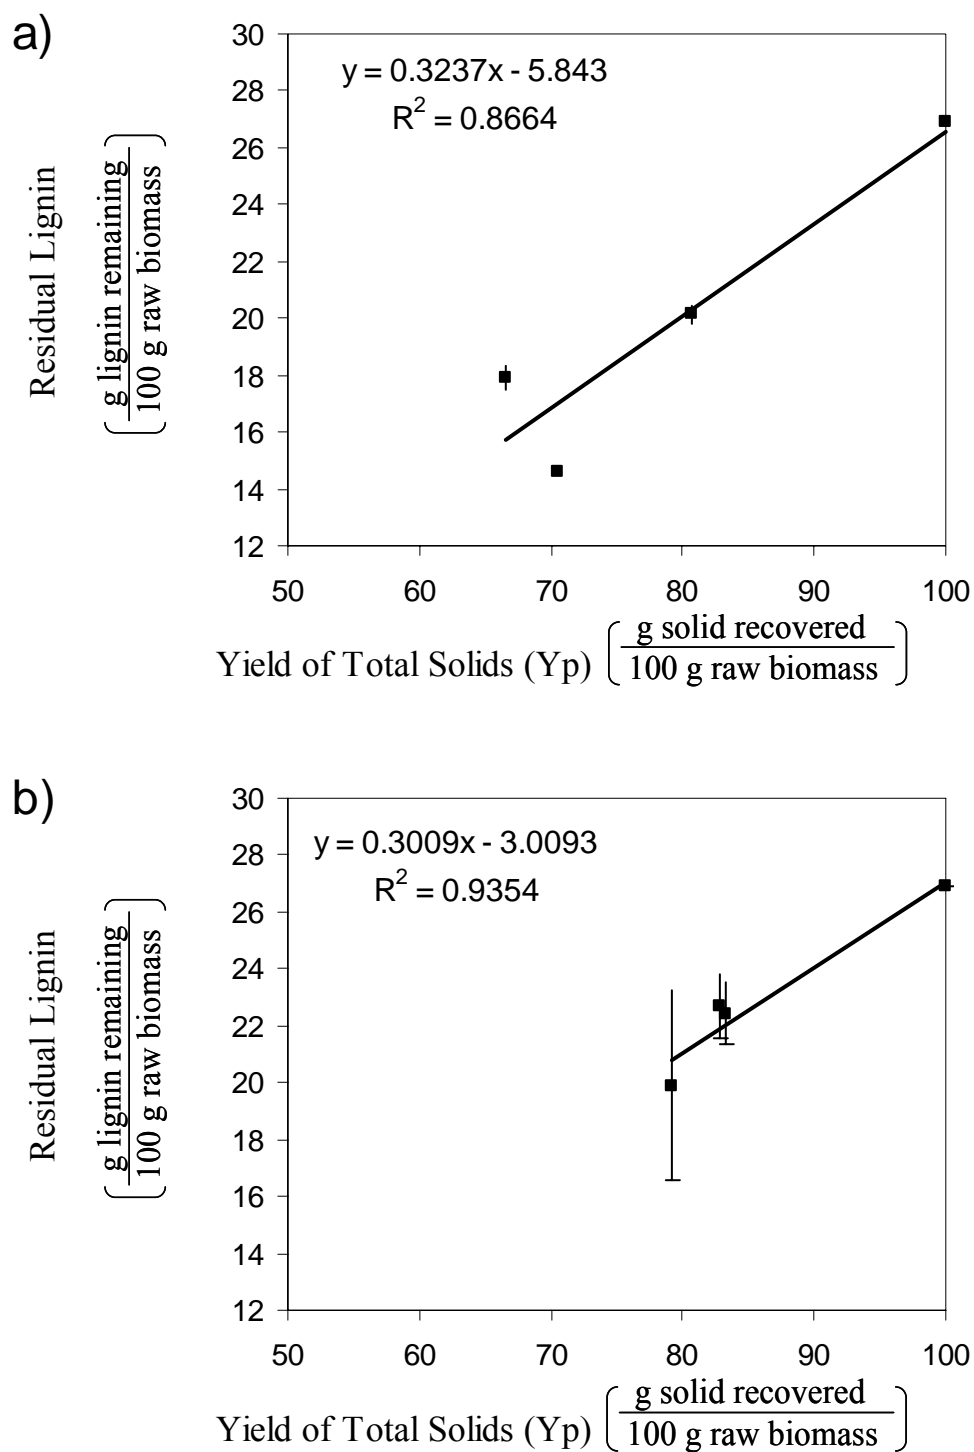 a)
30
28
26
24
22
20
18
16
14
12
y = 0.3237x - 5.843
R² = 0.8664
Residual Lignin
g lignin remaining
100 g raw biomass
50 60 70 80 90 100
Yield of Total Solids (Yp)
g solid recovered
100 g raw biomass
b)
30
28
26
24
22
20
18
16
14
12
y = 0.3009x - 3.0093
R² = 0.9354
Residual Lignin
g lignin remaining
100 g raw biomass
50 60 70 80 90 100
Yield of Total Solids (Yp)
g solid recovered
100 g raw biomass